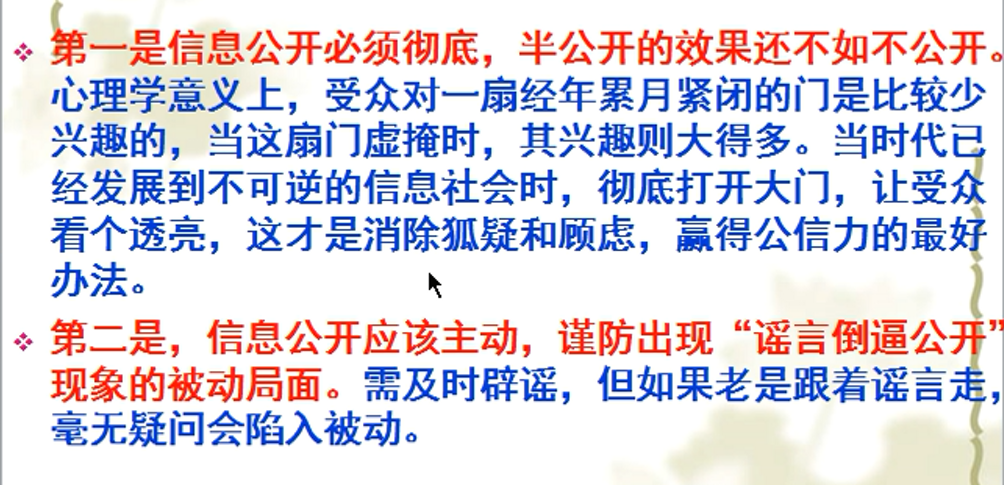 第一是信息公开必须彻底，半公开的效果还不如不公开。
心理学意义上，受众对一扇经年累月紧闭的门是比较少
兴趣的，当这扇门虚掩时，其兴趣则大得多。当时代已
经发展到不可逆的信息社会时，彻底打开大门，让受众
看个透亮，这才是消除狐疑和顾虑，赢得公信力的最好
办法。
第二是，信息公开应该主动，谨防出现“谣言倒逼公开”
现象的被动局面。需及时辟谣，但如果老是跟着谣言走，
毫无疑问会陷入被动。